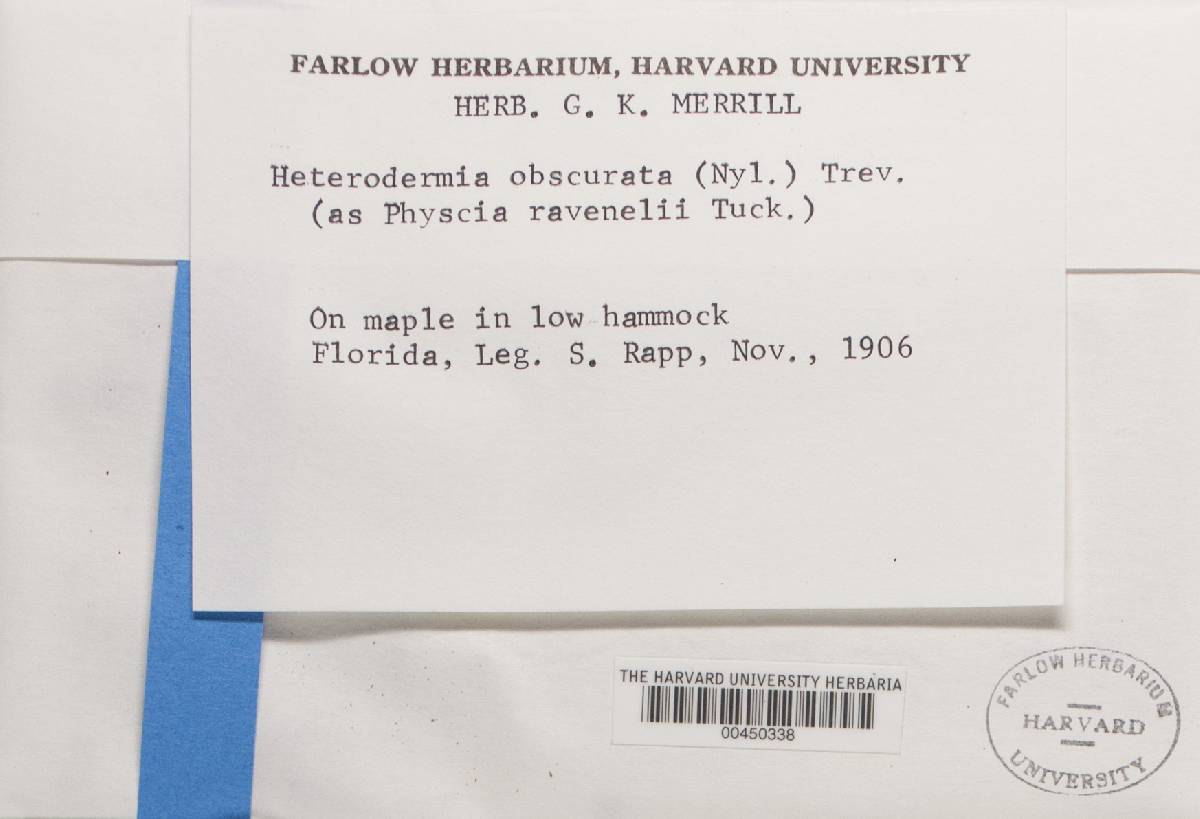 FARLOW HERBARIUM, HARVARD UNIVERSITY
HERB. G. K. MERRILL
Heterodermia obscurata (Nyl.) Trev.
(as Physcia ravenelii Tuck.)
On maple in low hammock
Florida, Leg. S. Rapp, Nov., 1906
THE HARVARD UNIVERSITY HERBARIA
00450338
FARLOW HERBARIUM
HARVARD
UNIVERSITY